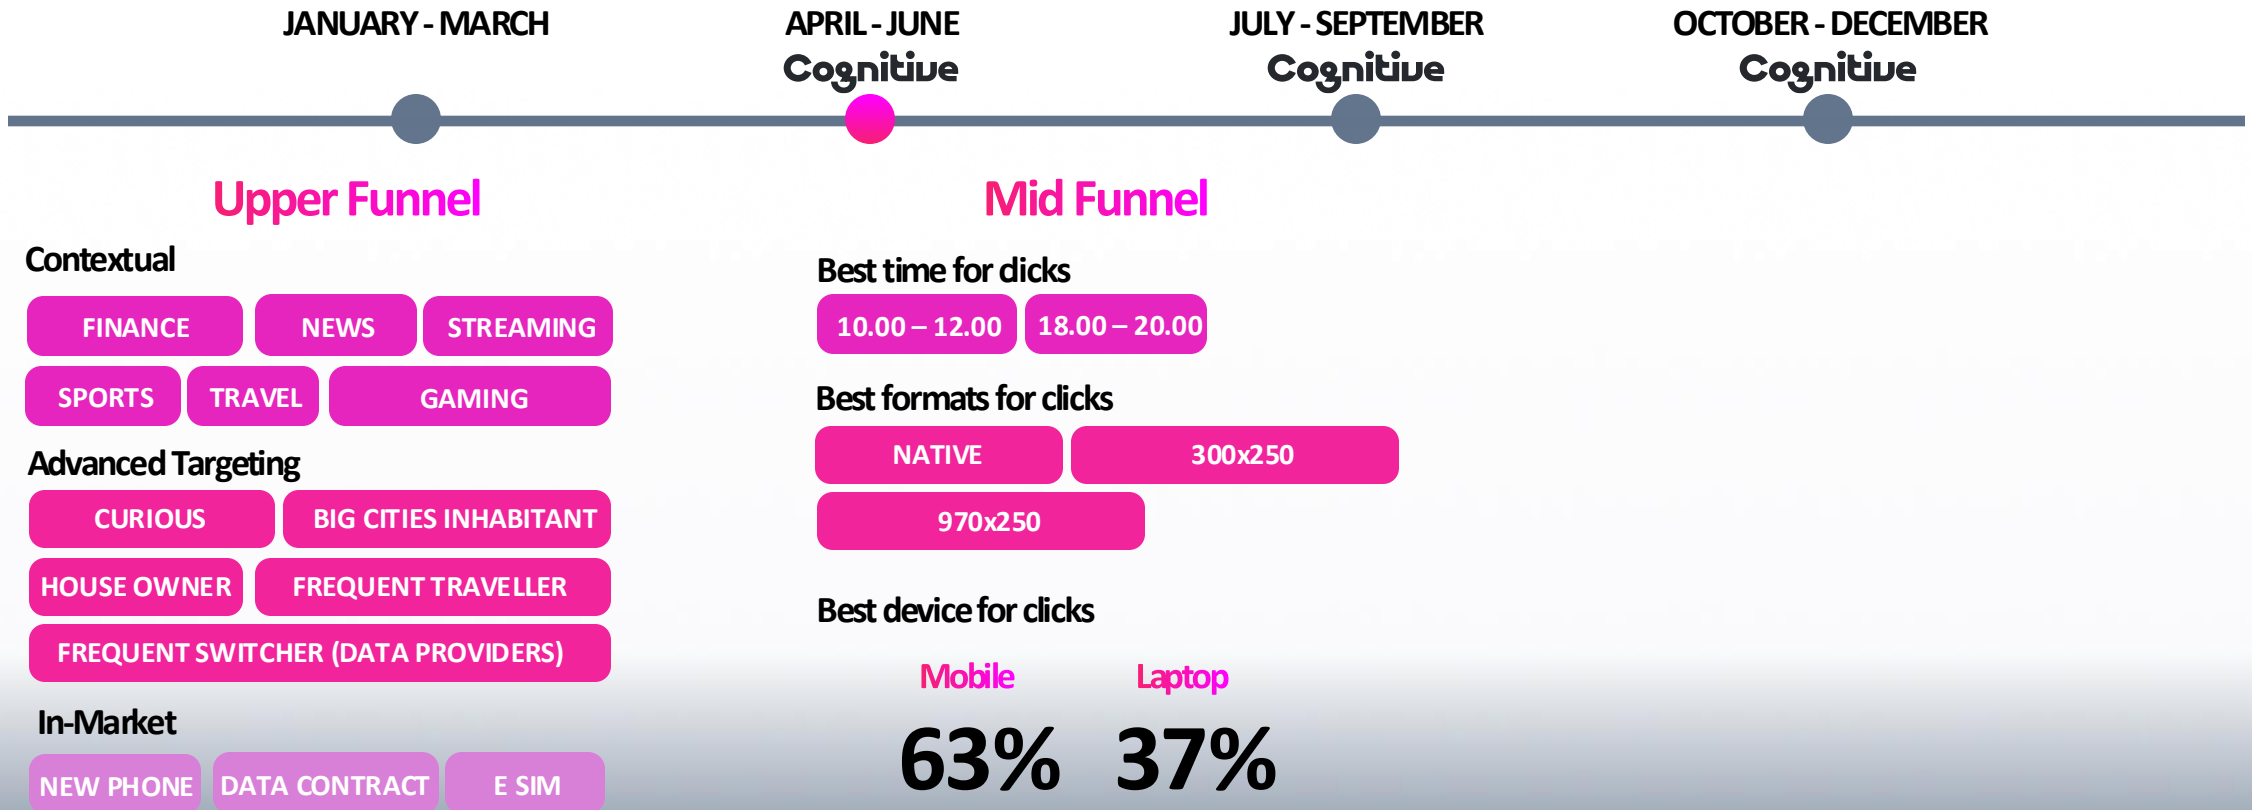 JANUARY - MARCH
APRIL - JUNE
Cognitive
JULY - SEPTEMBER
Cognitive
OCTOBER - DECEMBER
Cognitive
Upper Funnel
Contextual
FINANCE NEWS STREAMING
SPORTS TRAVEL GAMING
Advanced Targeting
CURIOUS BIG CITIES INHABITANT
HOUSE OWNER FREQUENT TRAVELLER
FREQUENT SWITCHER (DATA PROVIDERS)
In-Market
NEW PHONE DATA CONTRACT E SIM
Mid Funnel
Best time for clicks
10.00 – 12.00 18.00 – 20.00
Best formats for clicks
NATIVE 300x250
970x250
Best device for clicks
Mobile Laptop
63% 37%